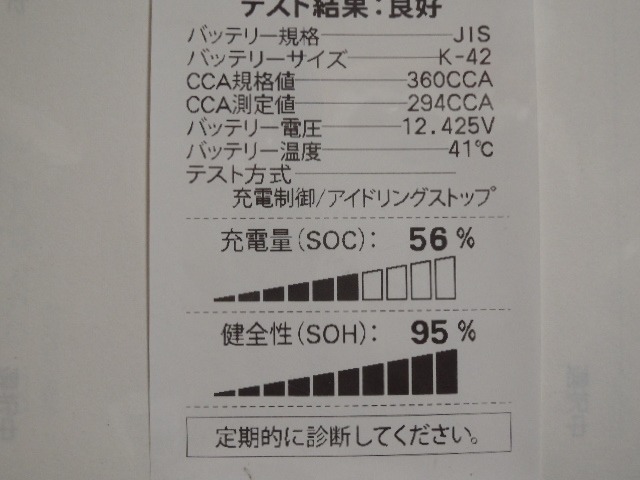 テスト結果:良好
バッテリー規格 JIS
バッテリーサイズ K-42
CCA規格値 360CCA
CCA測定値 294CCA
バッテリー電圧 12.425V
バッテリー温度 41℃
テスト方式
充電制御/アイドリングストップ
充電量(SOC): 56 %
健全性(SOH): 95 %
定期的に診断してください。